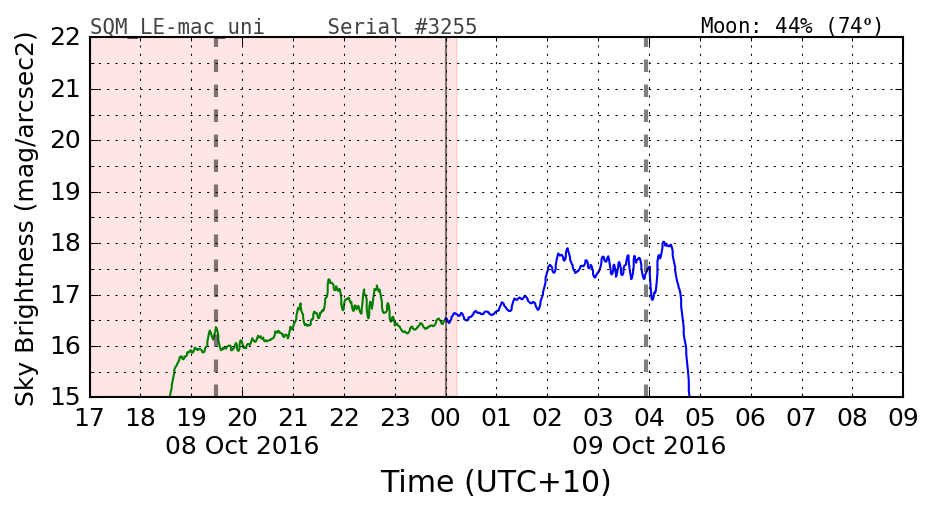 SQM_LE-mac_uni Serial #3255 Moon: 44% (74°)
Sky Brightness (mag/arcsec2)
22
21
20
19
18
17
16
15
17 18 19 20 21 22 23 00 01 02 03 04 05 06 07 08 09
08 Oct 2016 09 Oct 2016
Time (UTC+10)